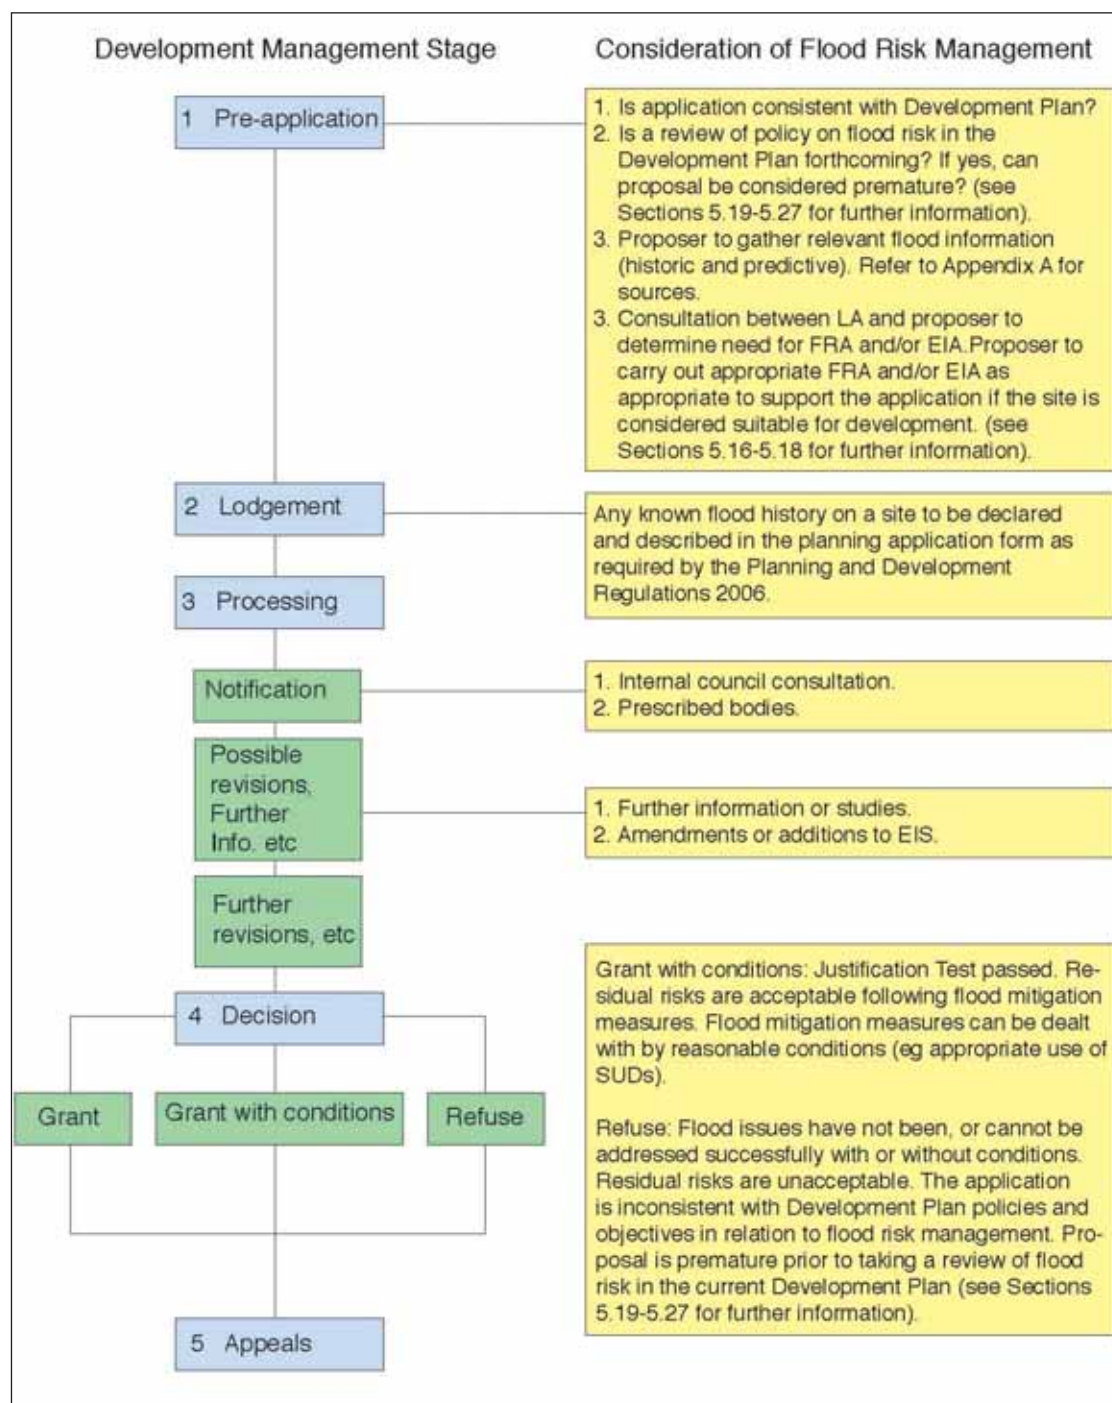 Development Management Stage
Consideration of Flood Risk Management
1 Pre-application
1. Is application consistent with Development Plan?
2. Is a review of policy on flood risk in the
Development Plan forthcoming? If yes, can
proposal be considered premature? (see
Sections 5.19-5.27 for further information).
3. Proposer to gather relevant flood information
(historic and predictive). Refer to Appendix A for
sources.
3. Consultation between LA and proposer to
determine need for FRA and/or EIA.Proposer to
carry out appropriate FRA and/or EIA as
appropriate to support the application if the site is
considered suitable for development. (see
Sections 5.16-5.18 for further information).
2 Lodgement
Any known flood history on a site to be declared
and described in the planning application form as
required by the Planning and Development
Regulations 2006.
3 Processing
Notification
1. Internal council consultation.
2. Prescribed bodies.
Possible
revisions,
Further
Info. etc
1. Further information or studies.
2. Amendments or additions to EIS.
Further
revisions, etc
4 Decision
Grant
Grant with conditions
Refuse
Grant with conditions: Justification Test passed. Re-
sidual risks are acceptable following flood mitigation
measures. Flood mitigation measures can be dealt
with by reasonable conditions (eg appropriate use of
SUDs).
Refuse: Flood issues have not been, or cannot be
addressed successfully with or without conditions.
Residual risks are unacceptable. The application
is inconsistent with Development Plan policies and
objectives in relation to flood risk management. Pro-
posal is premature prior to taking a review of flood
risk in the current Development Plan (see Sections
5.19-5.27 for further information).
5 Appeals